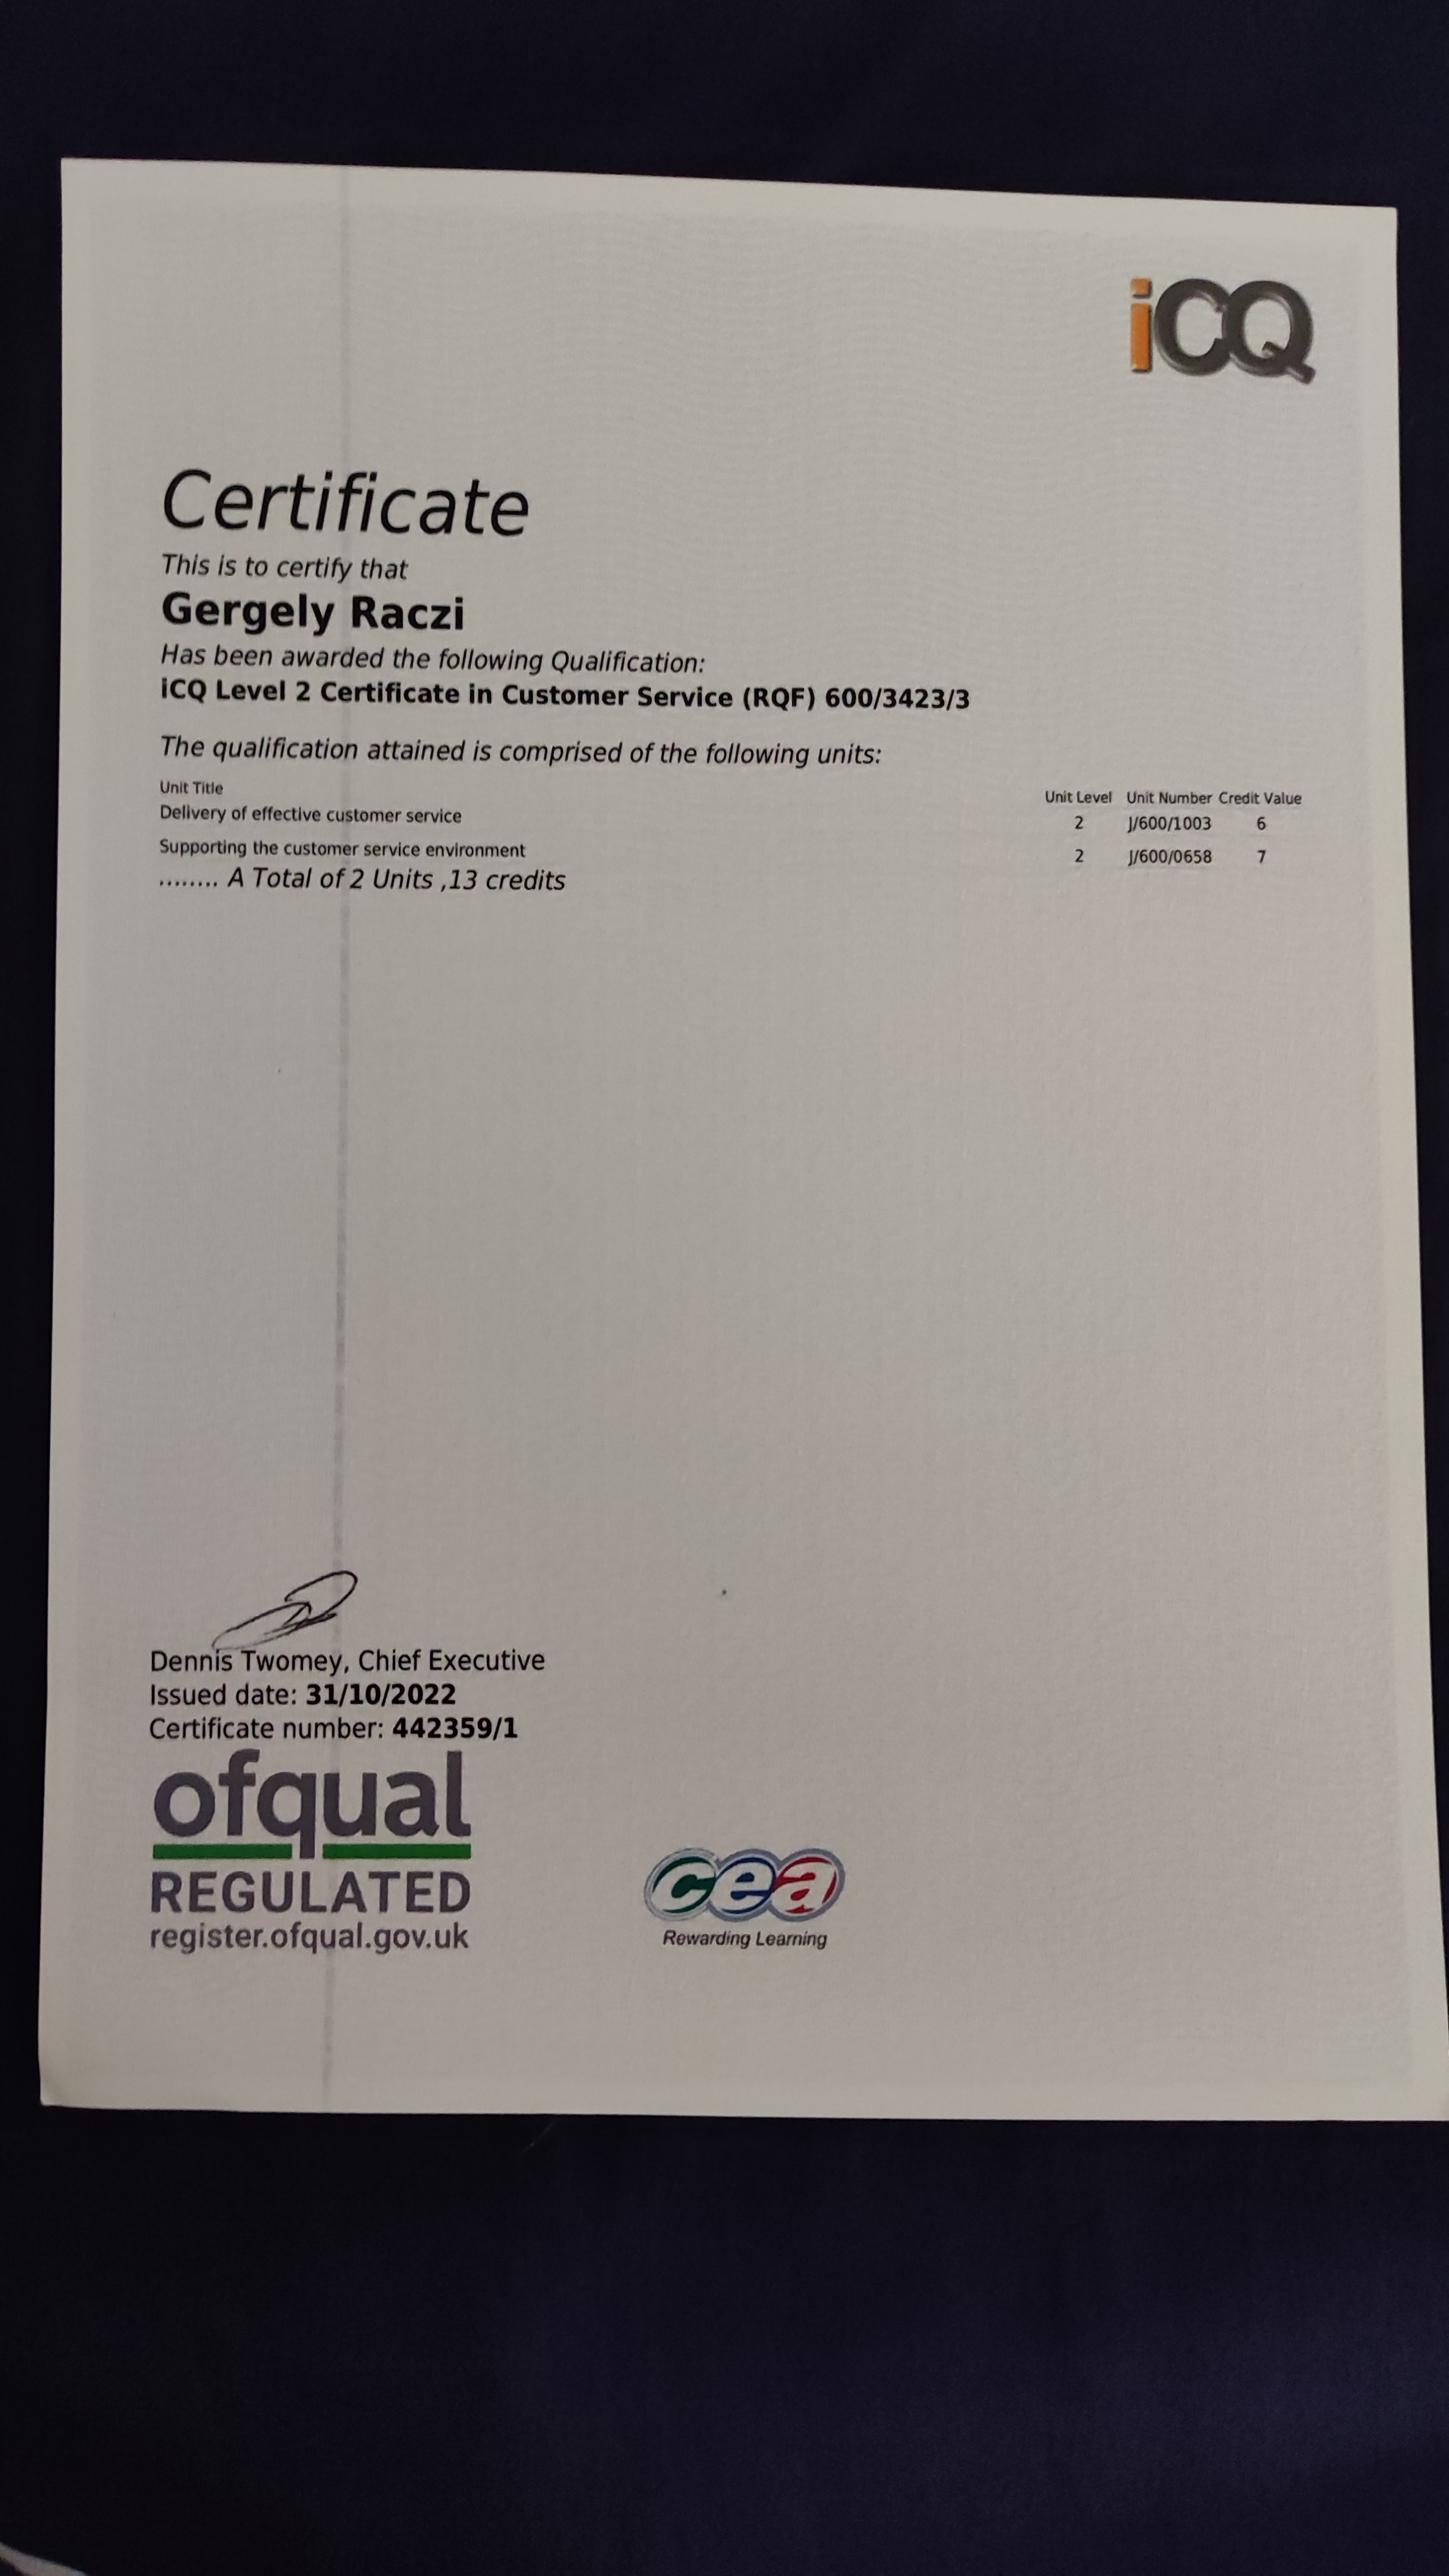 iCQ
Certificate
This is to certify that
Gergely Raczi
Has been awarded the following Qualification:
iCQ Level 2 Certificate in Customer Service (RQF) 600/3423/3
The qualification attained is comprised of the following units:
Unit Title Unit Level Unit Number Credit Value
Delivery of effective customer service 2 J/600/1003 6
Supporting the customer service environment 2 J/600/0658 7
........ A Total of 2 Units ,13 credits
Dennis Twomey, Chief Executive
Issued date: 31/10/2022
Certificate number: 442359/1
ofqual
REGULATED
register.ofqual.gov.uk
cea
Rewarding Learning